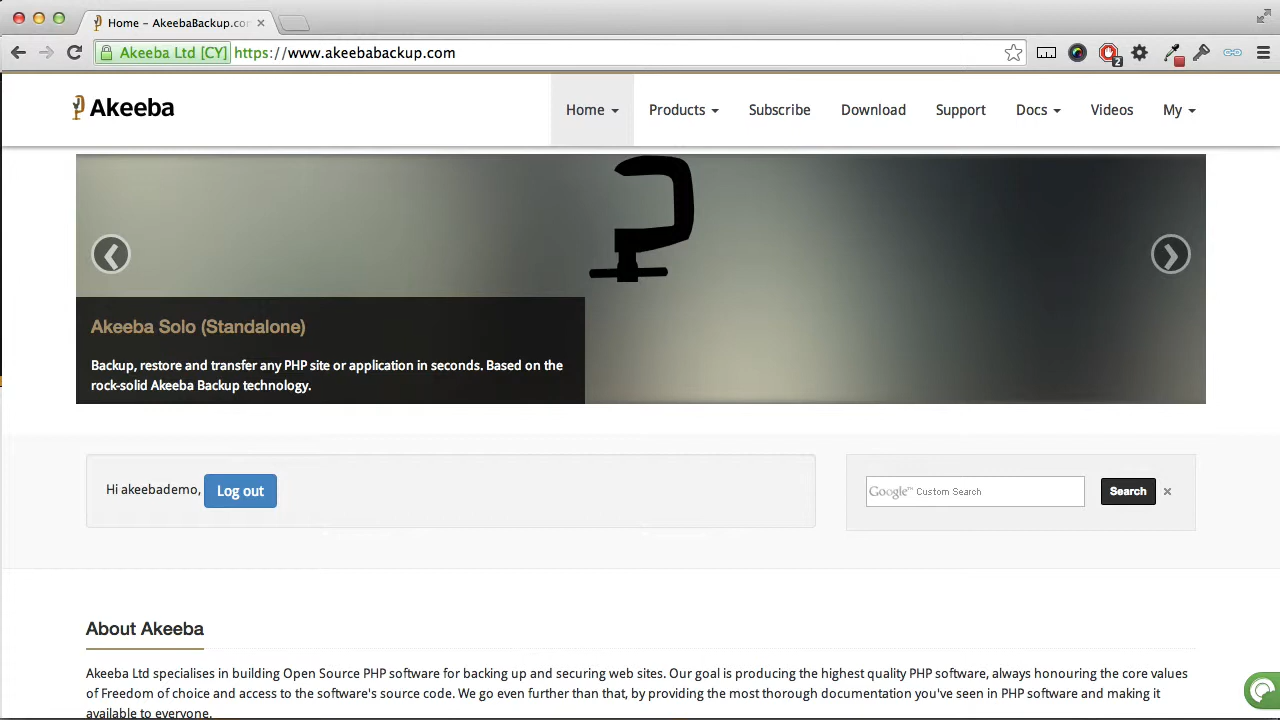 Home – AkeebaBackup.co
Akeeba Ltd [CY] https://www.akeebabackup.com
2
Akeeba
Home Products Subscribe Download Support Docs Videos My
Akeeba Solo (Standalone)
Backup, restore and transfer any PHP site or application in seconds. Based on the
rock-solid Akeeba Backup technology.
Hi akeebademo, Log out
Google™ Custom Search Search ×
About Akeeba
Akeeba Ltd specialises in building Open Source PHP software for backing up and securing web sites. Our goal is producing the highest quality PHP software, always honouring the core values
of Freedom of choice and access to the software's source code. We go even further than that, by providing the most thorough documentation you've seen in PHP software and making it
available to everyone.